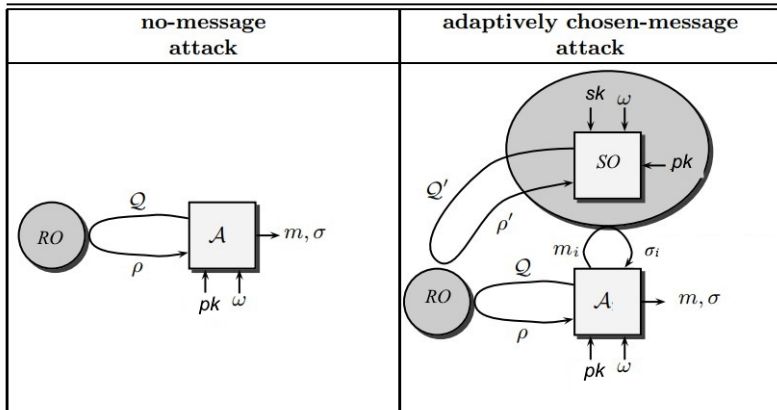 no-message
attack
adaptively chosen-message
attack
RO
𝒬
ρ
𝒜
m, σ
pk ω
sk ω
SO
pk
𝒬′
ρ′
m_i σ_i
RO
𝒬
ρ
𝒜
m, σ
pk ω